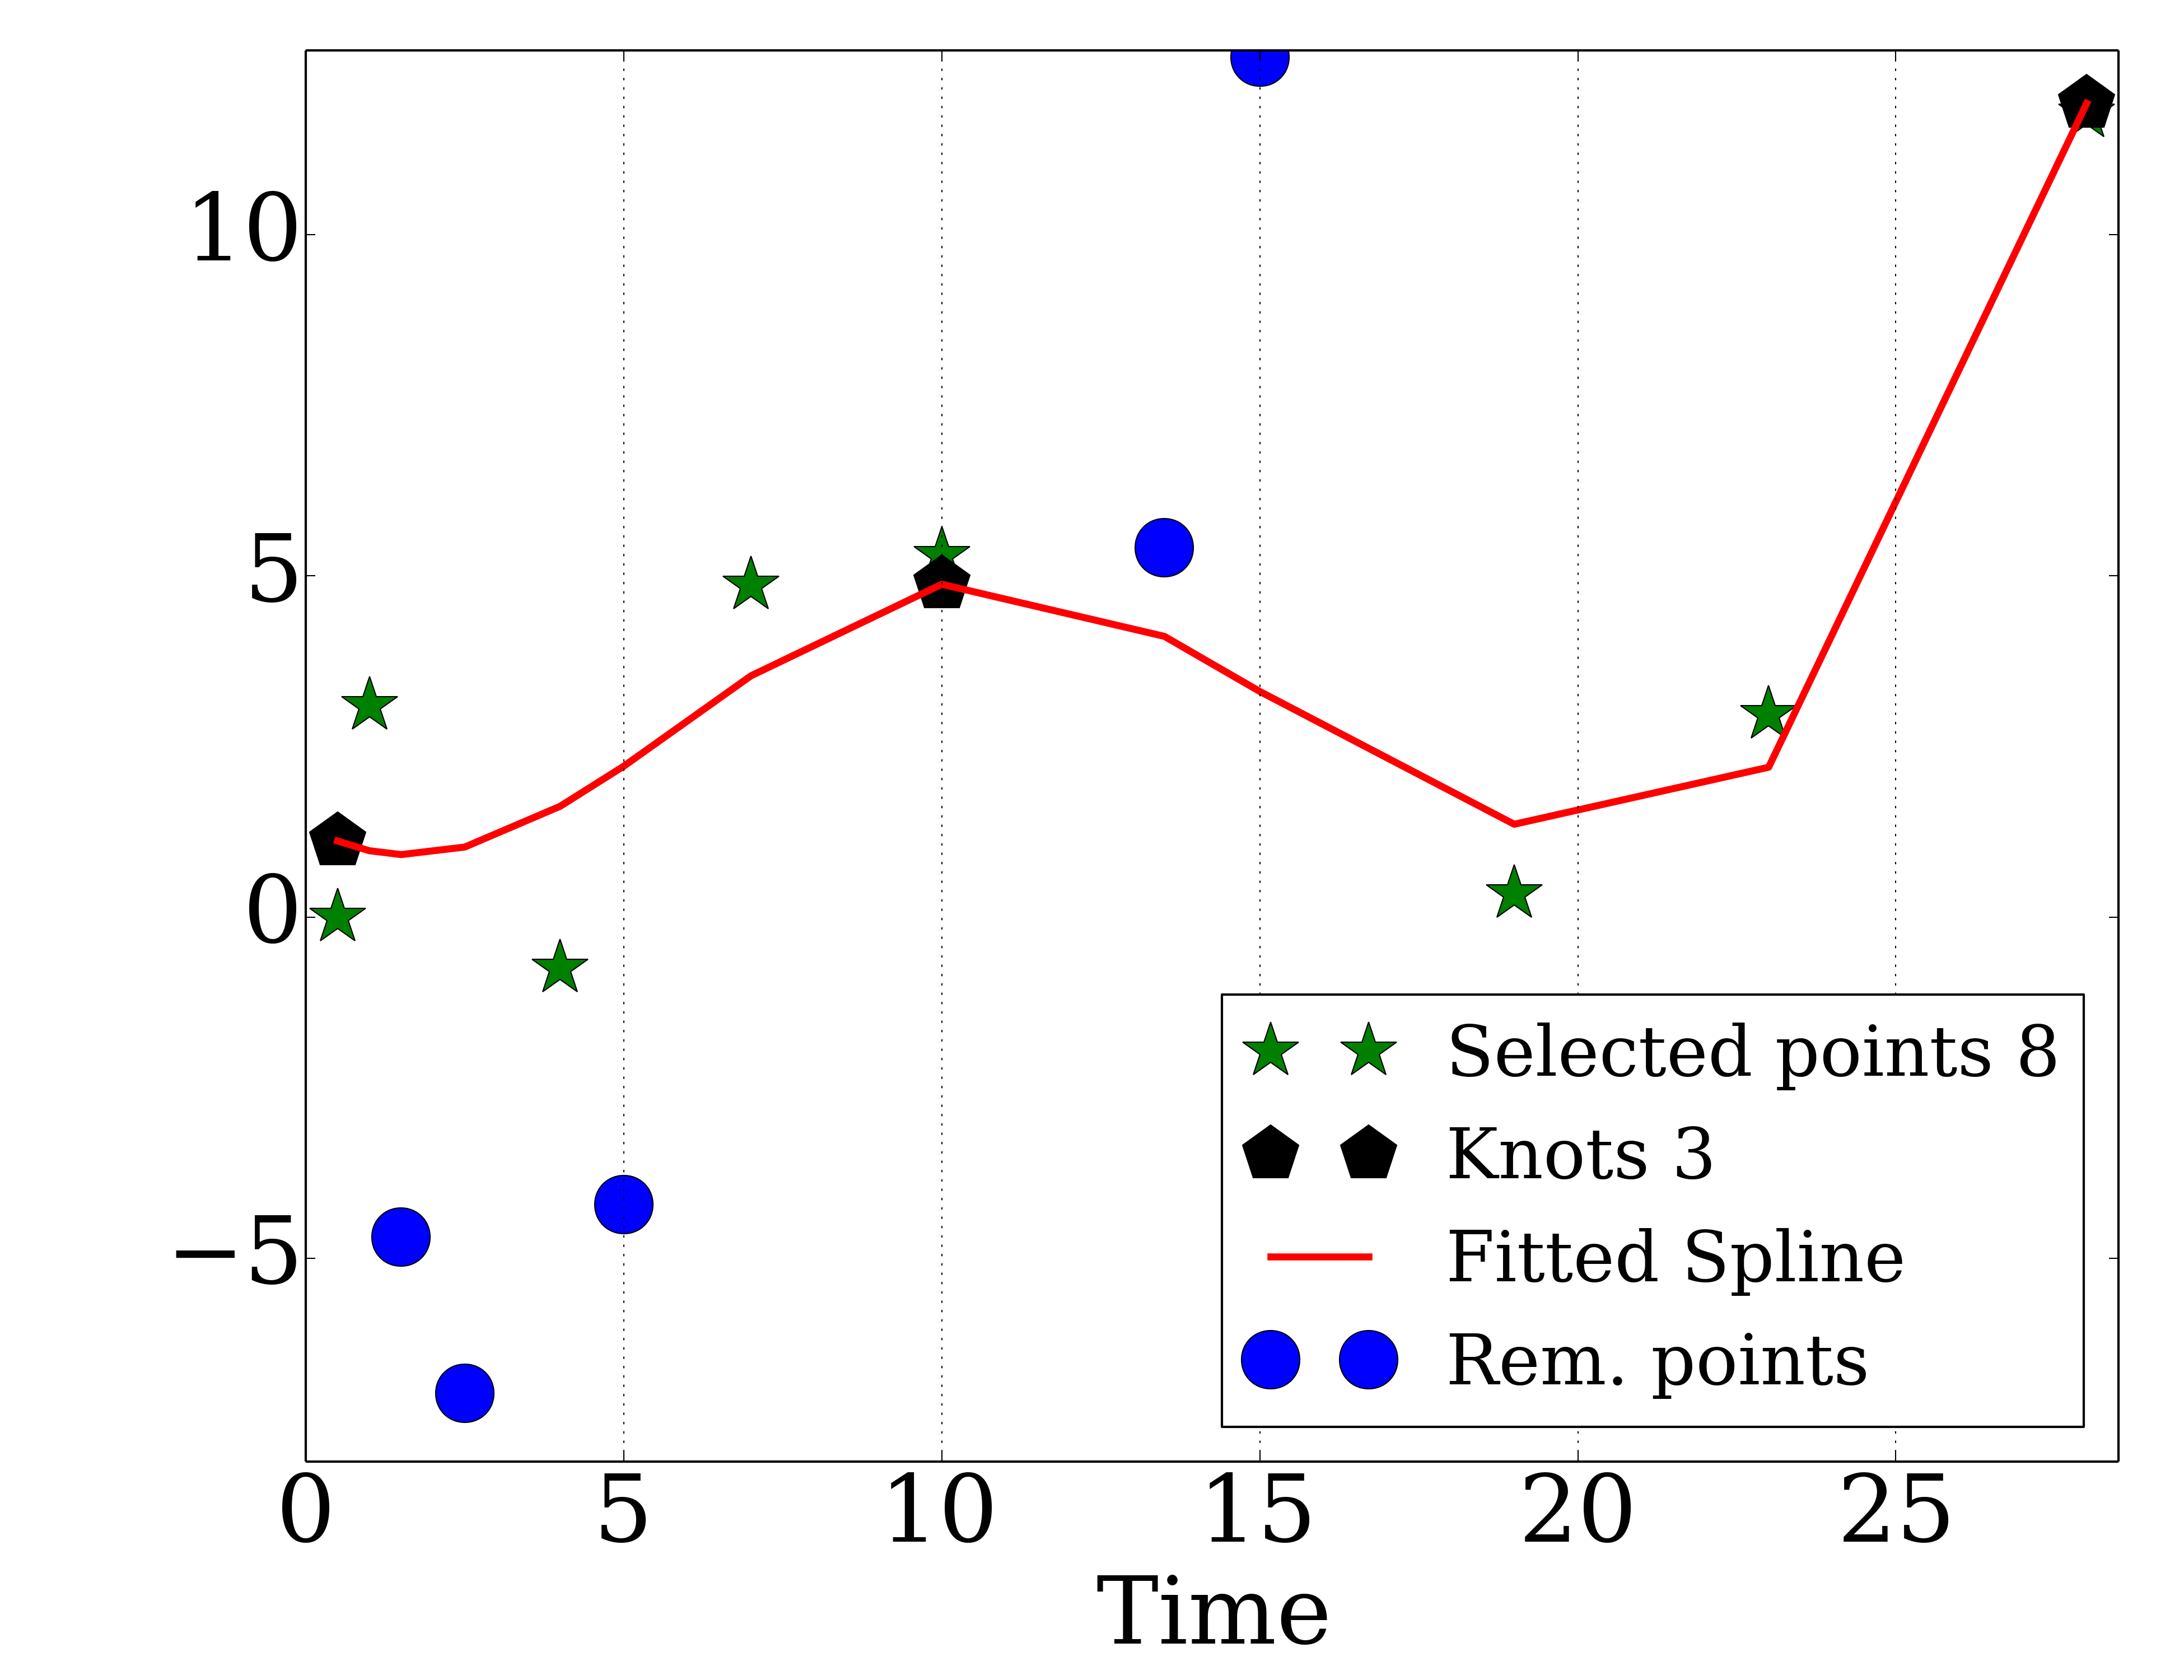 10
5
0
−5
Selected points 8
Knots 3
Fitted Spline
Rem. points
0 5 10 15 20 25
Time